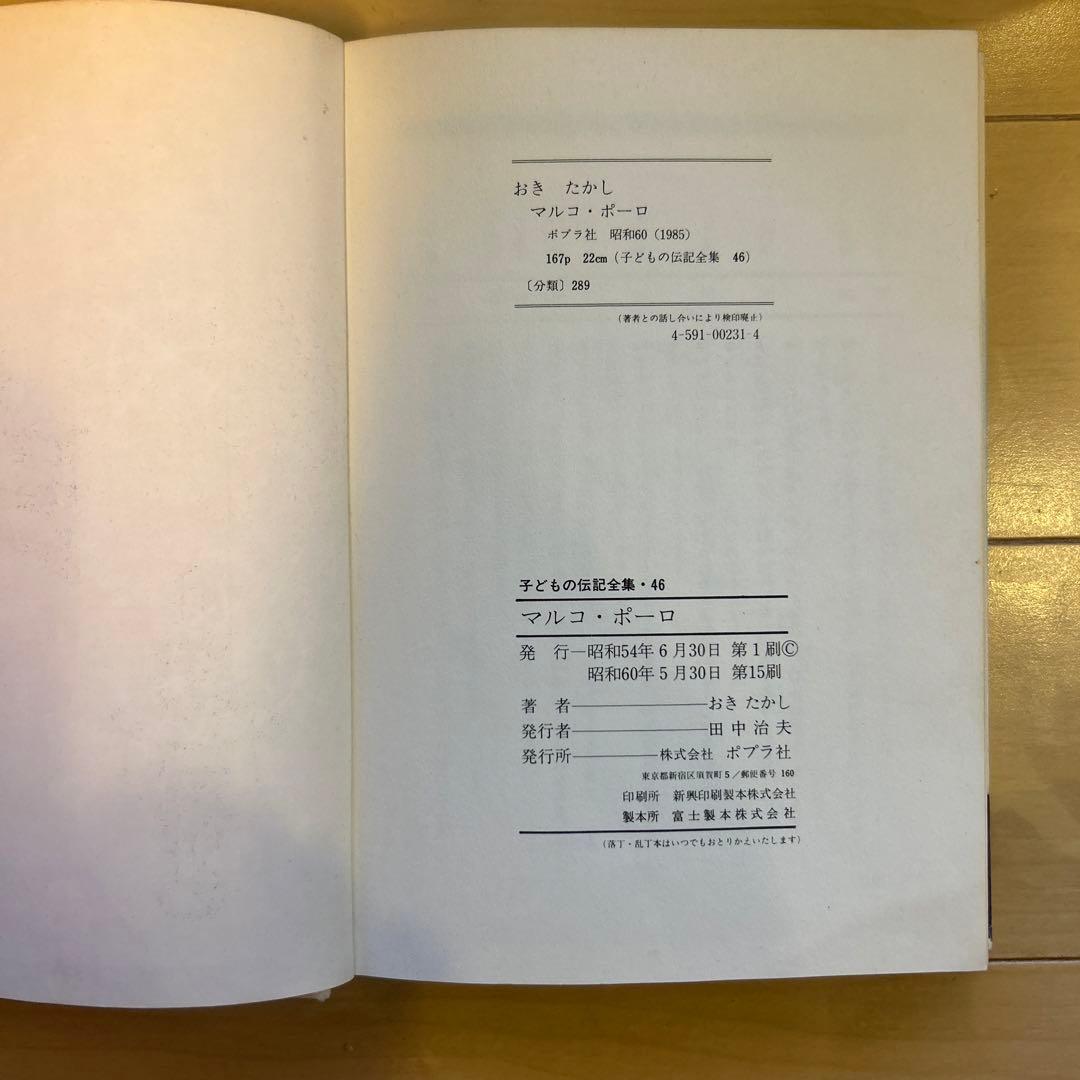 おき　たかし
マルコ・ポーロ
ポプラ社　昭和60（1985）
167p　22cm（子どもの伝記全集　46）
〔分類〕289
（著者との話し合いにより検印廃止）
4-591-00231-4
子どもの伝記全集・46
マルコ・ポーロ
発　行―昭和54年6月30日　第1刷©
昭和60年5月30日　第15刷
著　者――――――おき たかし
発行者――――――田中治夫
発行所――――株式会社　ポプラ社
東京都新宿区須賀町5／郵便番号 160
印刷所　新興印刷製本株式会社
製本所　富士製本株式会社
（落丁・乱丁本はいつでもおとりかえいたします）